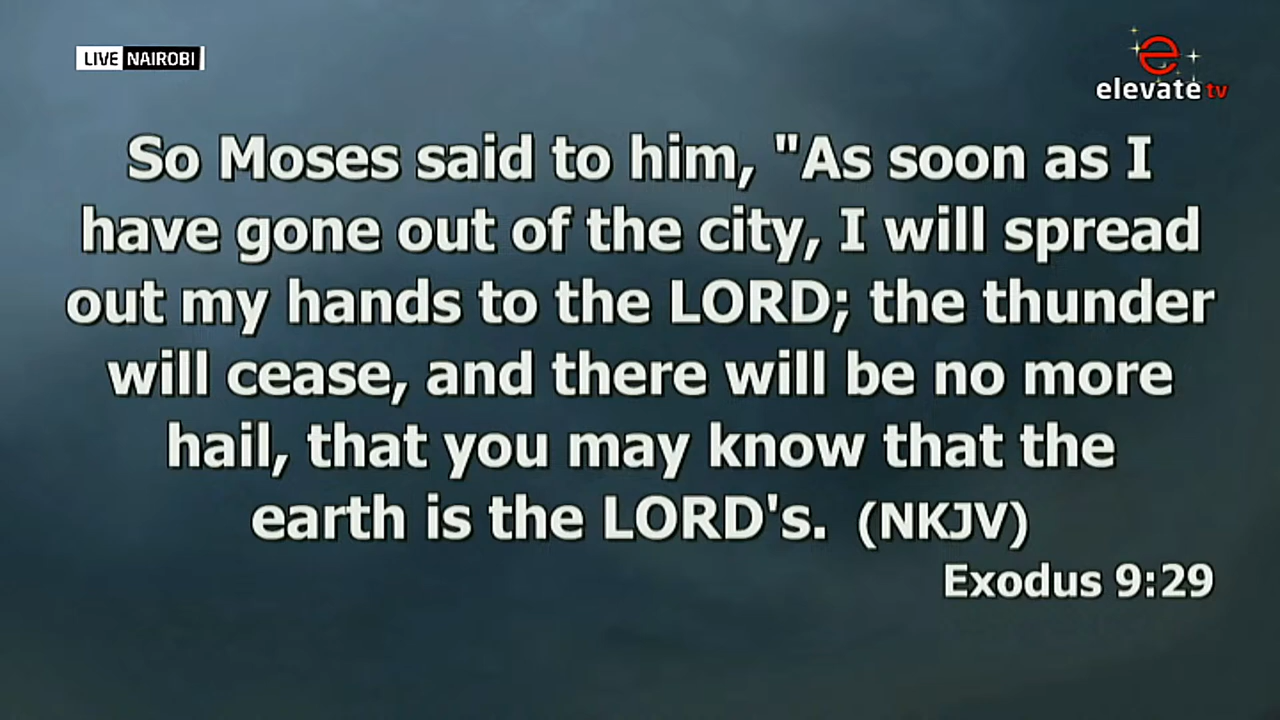 LIVE NAIROBI
e
elevate tv
So Moses said to him, "As soon as I
have gone out of the city, I will spread
out my hands to the LORD; the thunder
will cease, and there will be no more
hail, that you may know that the
earth is the LORD's. (NKJV)
Exodus 9:29